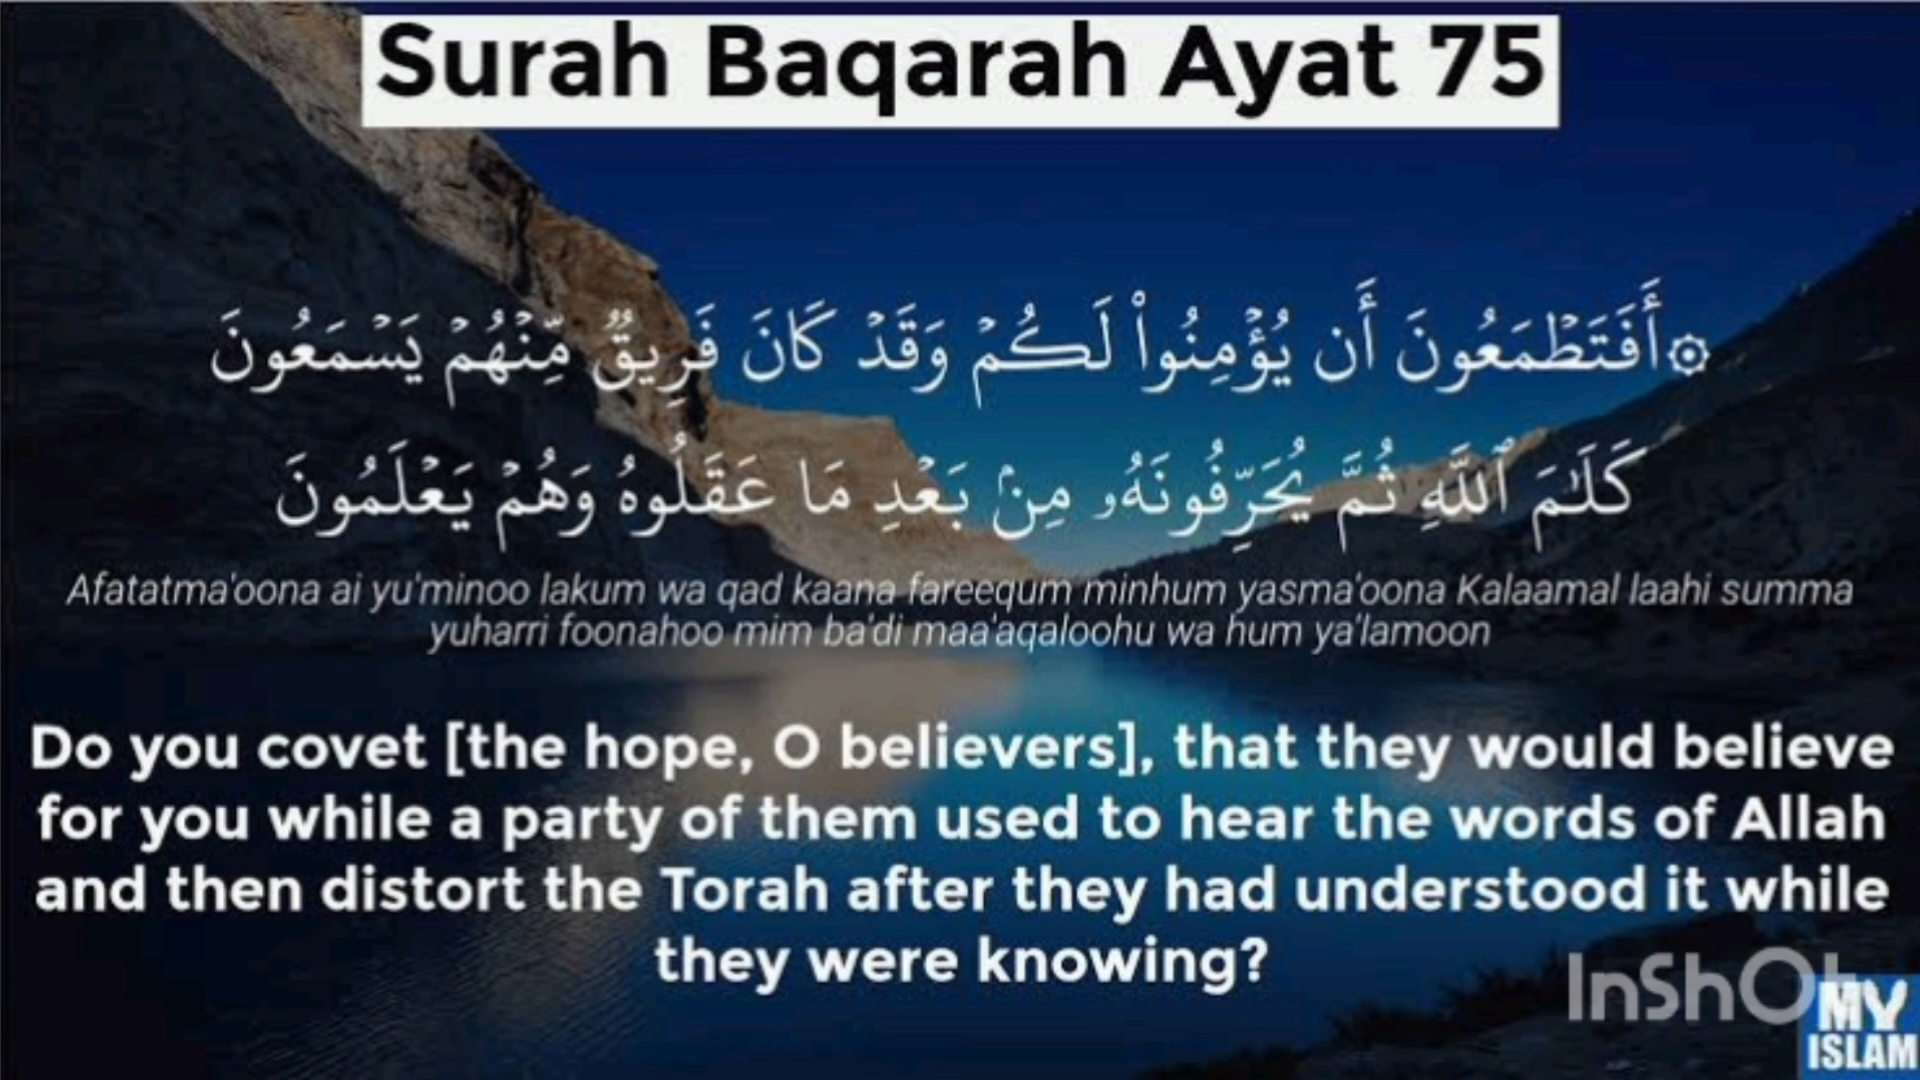 Surah Baqarah Ayat 75
۞أَفَتَطْمَعُونَ أَن يُؤْمِنُوا۟ لَكُمْ وَقَدْ كَانَ فَرِيقٌ مِّنْهُمْ يَسْمَعُونَ
كَلَـٰمَ ٱللَّهِ ثُمَّ يُحَرِّفُونَهُۥ مِنۢ بَعْدِ مَا عَقَلُوهُ وَهُمْ يَعْلَمُونَ
Afatatma'oona ai yu'minoo lakum wa qad kaana fareequm minhum yasma'oona Kalaamal laahi summa
yuharri foonahoo mim ba'di maa'aqaloohu wa hum ya'lamoon
Do you covet [the hope, O believers], that they would believe
for you while a party of them used to hear the words of Allah
and then distort the Torah after they had understood it while
they were knowing?
InShOt
MY
ISLAM